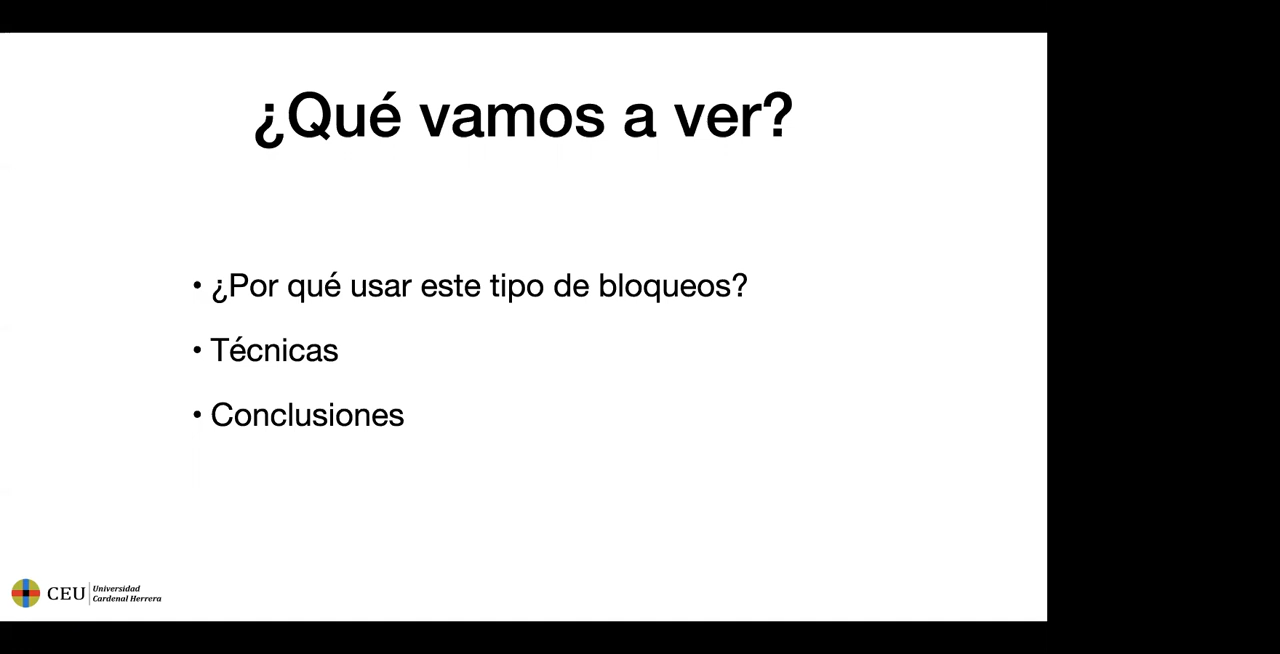 ¿Qué vamos a ver?
• ¿Por qué usar este tipo de bloqueos?
• Técnicas
• Conclusiones
CEU Universidad
Cardenal Herrera